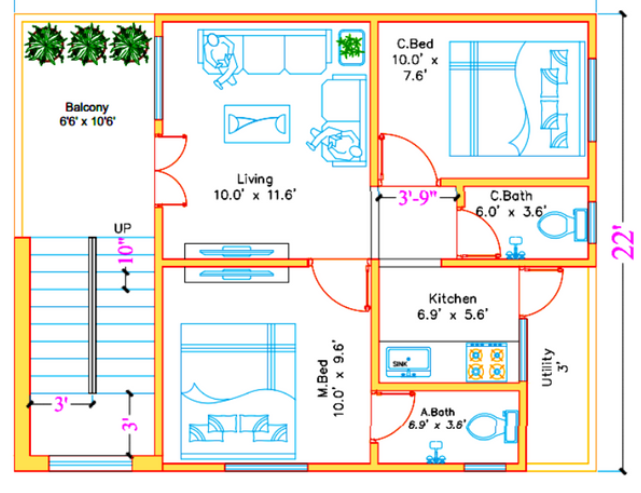 C.Bed
10.0' x
7.6'
Balcony
6'6' x 10'6'
Living
10.0' x 11.6'
3'-9"
C.Bath
6.0' x 3.6'
UP
10"
22'
Kitchen
6.9' x 5.6'
SINK
M.Bed
10.0' x 9.6'
Utility
3'
3'
3'
A.Bath
6.9' x 3.6'